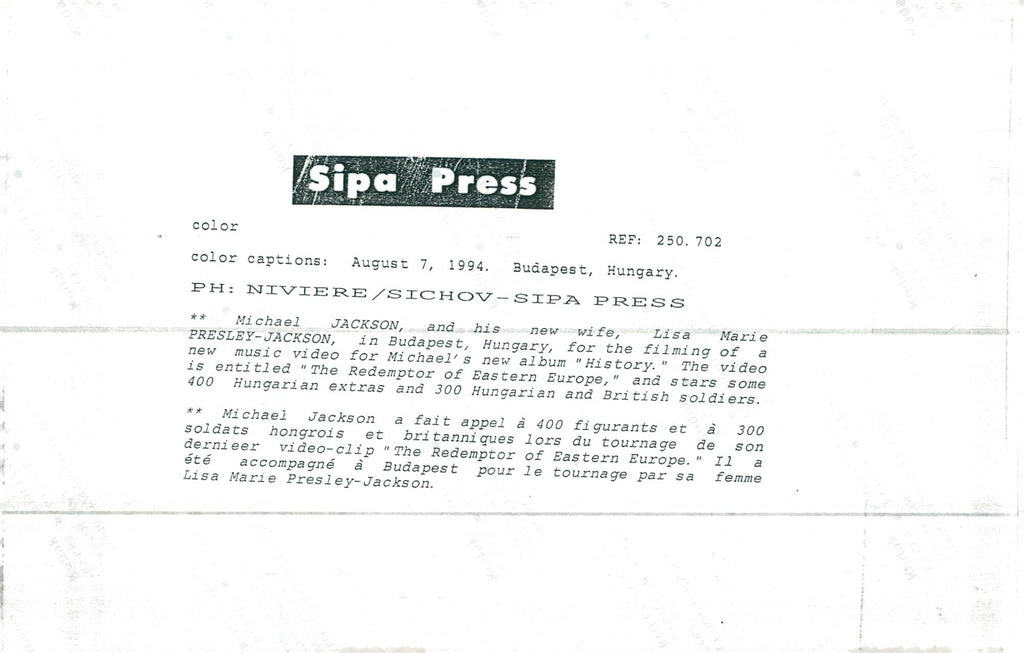 Sipa Press
color
REF: 250.702
color captions: August 7, 1994. Budapest, Hungary.
PH: NIVIERE/SICHOV-SIPA PRESS
** Michael JACKSON, and his new wife, Lisa Marie
PRESLEY-JACKSON, in Budapest, Hungary, for the filming of a
new music video for Michael's new album "History." The video
is entitled "The Redemptor of Eastern Europe," and stars some
400 Hungarian extras and 300 Hungarian and British soldiers.
** Michael Jackson a fait appel à 400 figurants et à 300
soldats hongrois et britanniques lors du tournage de son
dernieer video-clip "The Redemptor of Eastern Europe." Il a
été accompagné à Budapest pour le tournage par sa femme
Lisa Marie Presley-Jackson.